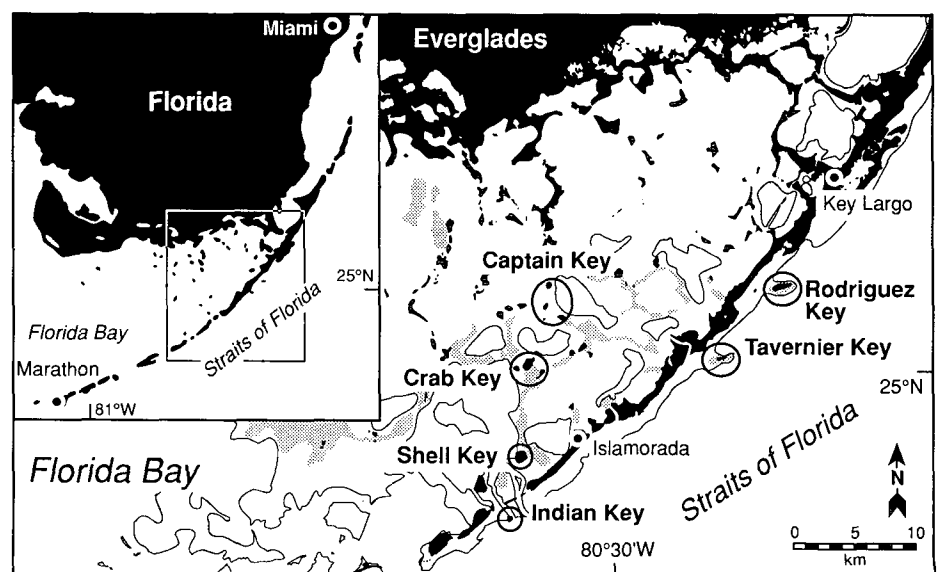 Miami
Everglades
Florida
Key Largo
Captain Key
25°N
Rodriguez
Key
Straits of Florida
Florida Bay
Tavernier Key
Marathon
Crab Key
25°N
81°W
Islamorada
Shell Key
Florida Bay
Straits of Florida
N
Indian Key
0 5 10
km
80°30'W